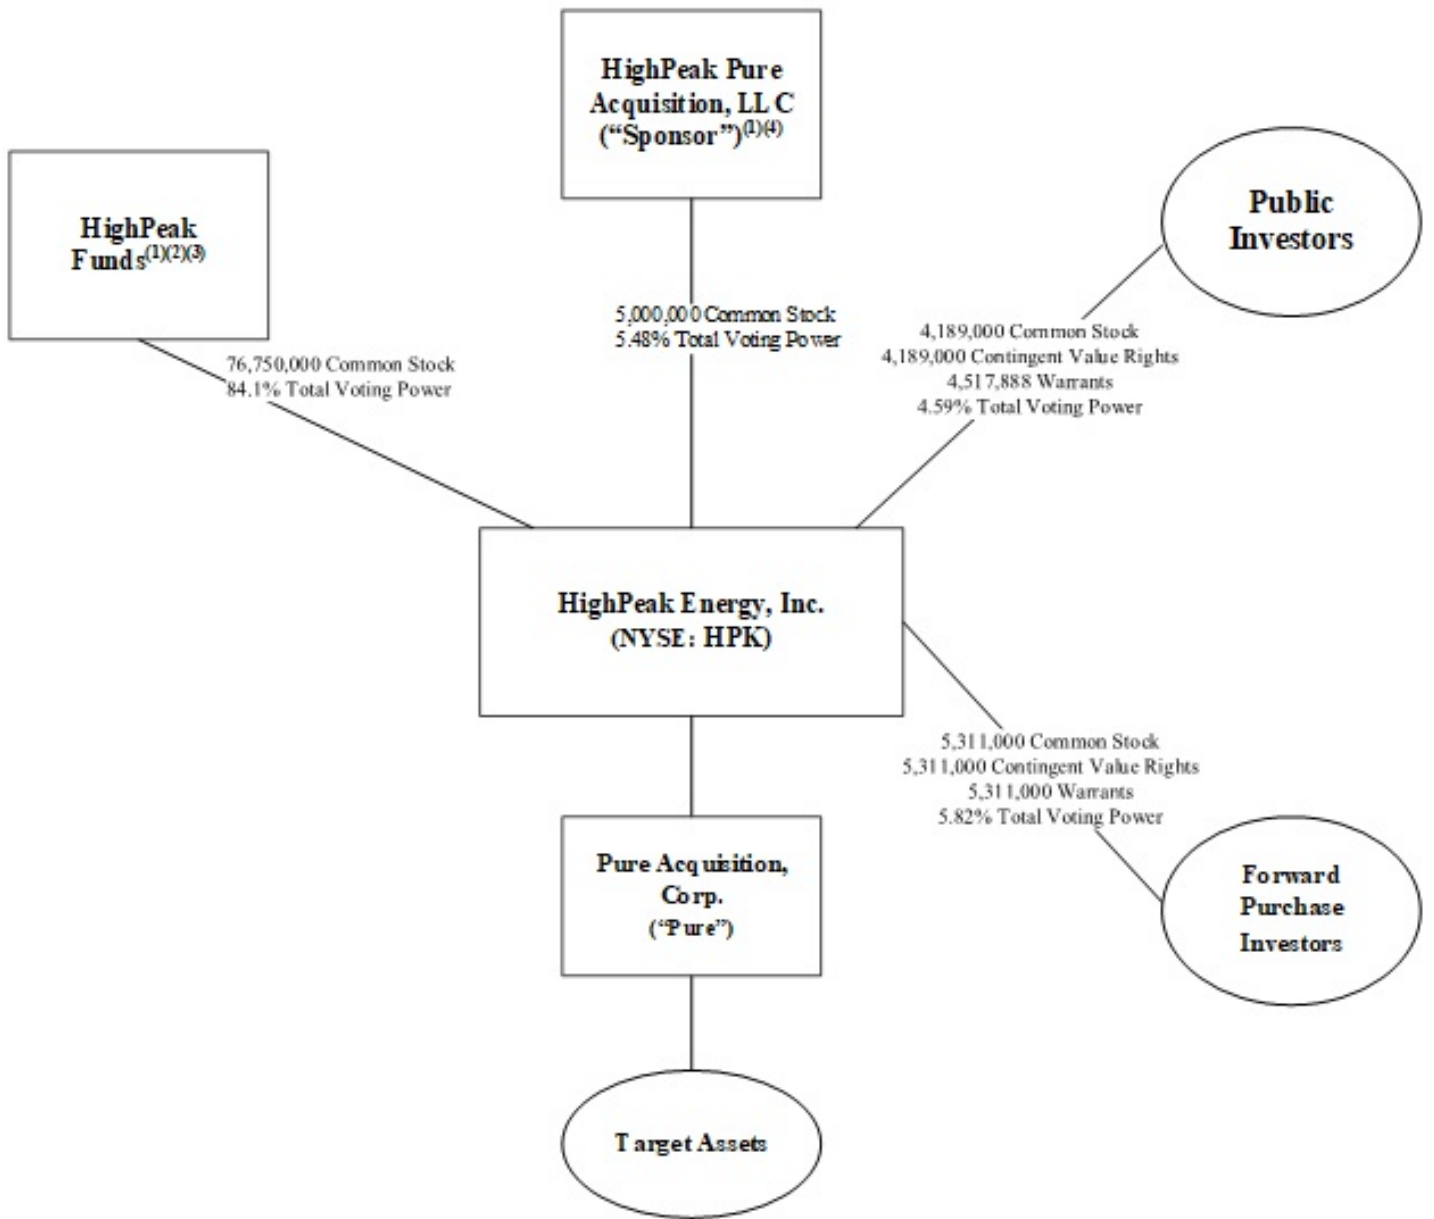 HighPeak Pure
Acquisition, LLC
(“Sponsor”)(1)(4)
HighPeak
Funds(1)(2)(3)
Public
Investors
76,750,000 Common Stock
84.1% Total Voting Power
5,000,000 Common Stock
5.48% Total Voting Power
4,189,000 Common Stock
4,189,000 Contingent Value Rights
4,517,888 Warrants
4.59% Total Voting Power
HighPeak Energy, Inc.
(NYSE: HPK)
5,311,000 Common Stock
5,311,000 Contingent Value Rights
5,311,000 Warrants
5.82% Total Voting Power
Pure Acquisition,
Corp.
(“Pure”)
Forward
Purchase
Investors
Target Assets